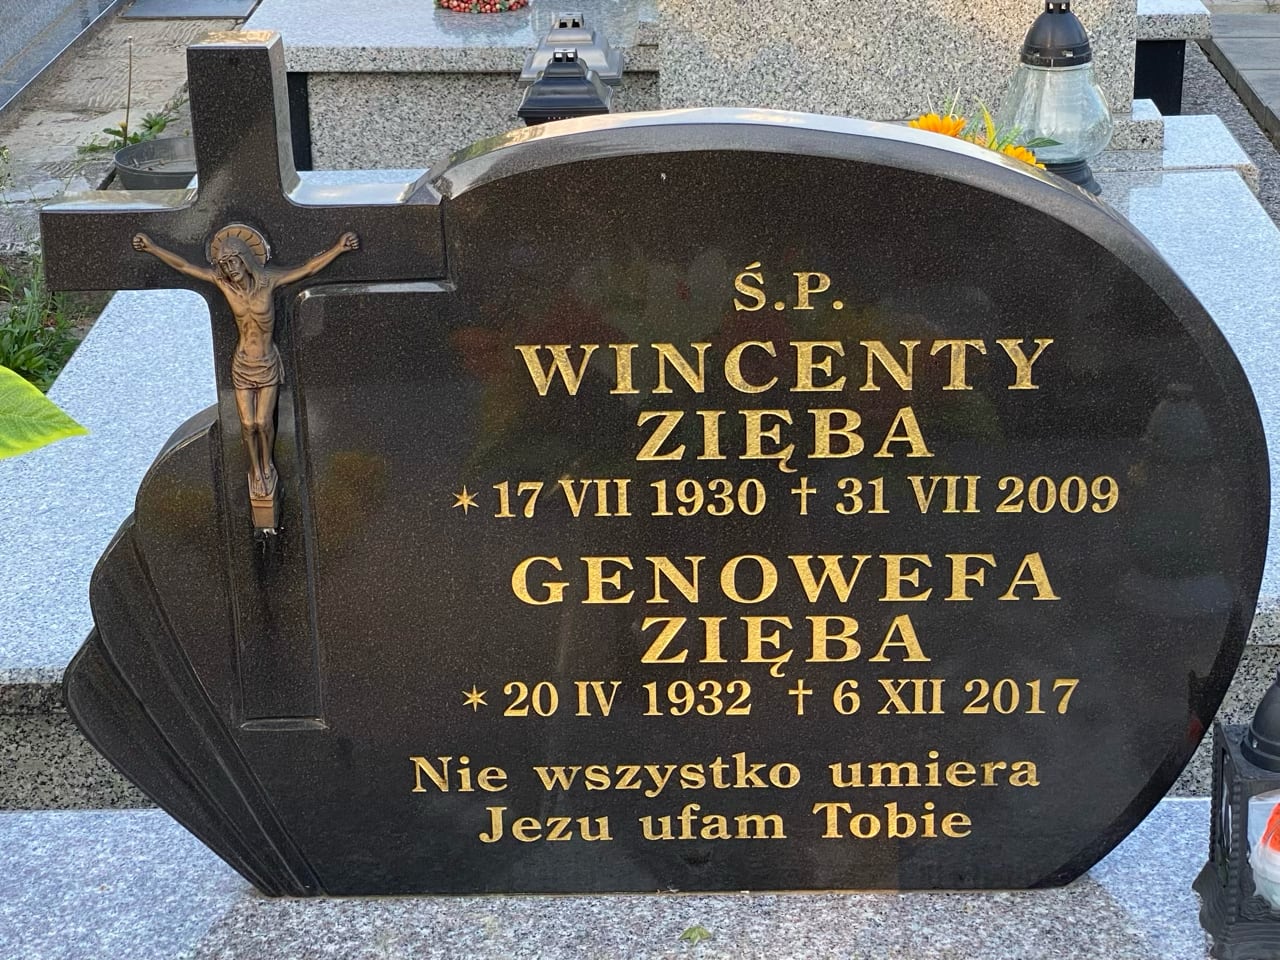 Ś.P.
WINCENTY
ZIĘBA
✶ 17 VII 1930 † 31 VII 2009
GENOWEFA
ZIĘBA
✶ 20 IV 1932 † 6 XII 2017
Nie wszystko umiera
Jezu ufam Tobie